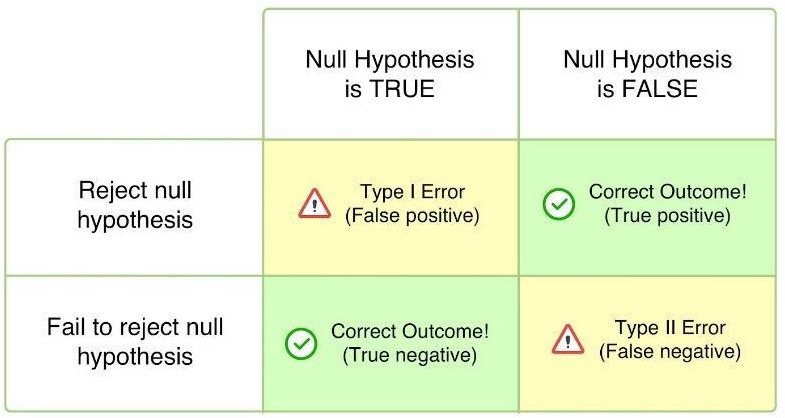 Null Hypothesis
is TRUE
Null Hypothesis
is FALSE
Reject null
hypothesis
Type I Error
(False positive)
Correct Outcome!
(True positive)
Fail to reject null
hypothesis
Correct Outcome!
(True negative)
Type II Error
(False negative)